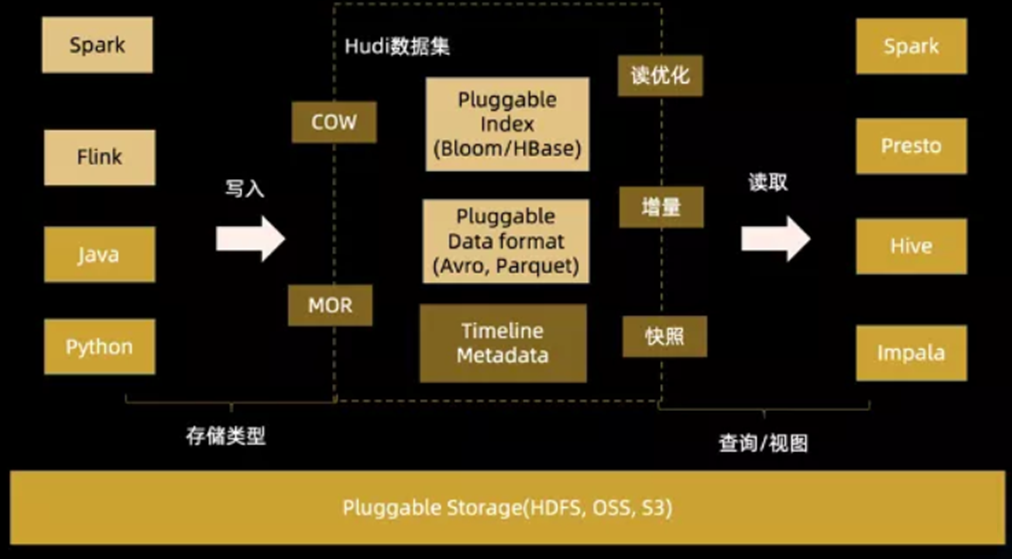 Spark
Flink
Java
Python
写入
存储类型
Hudi数据集
COW
MOR
Pluggable
Index
(Bloom/HBase)
Pluggable
Data format
(Avro, Parquet)
Timeline
Metadata
读优化
增量
快照
读取
查询/视图
Spark
Presto
Hive
Impala
Pluggable Storage(HDFS, OSS, S3)